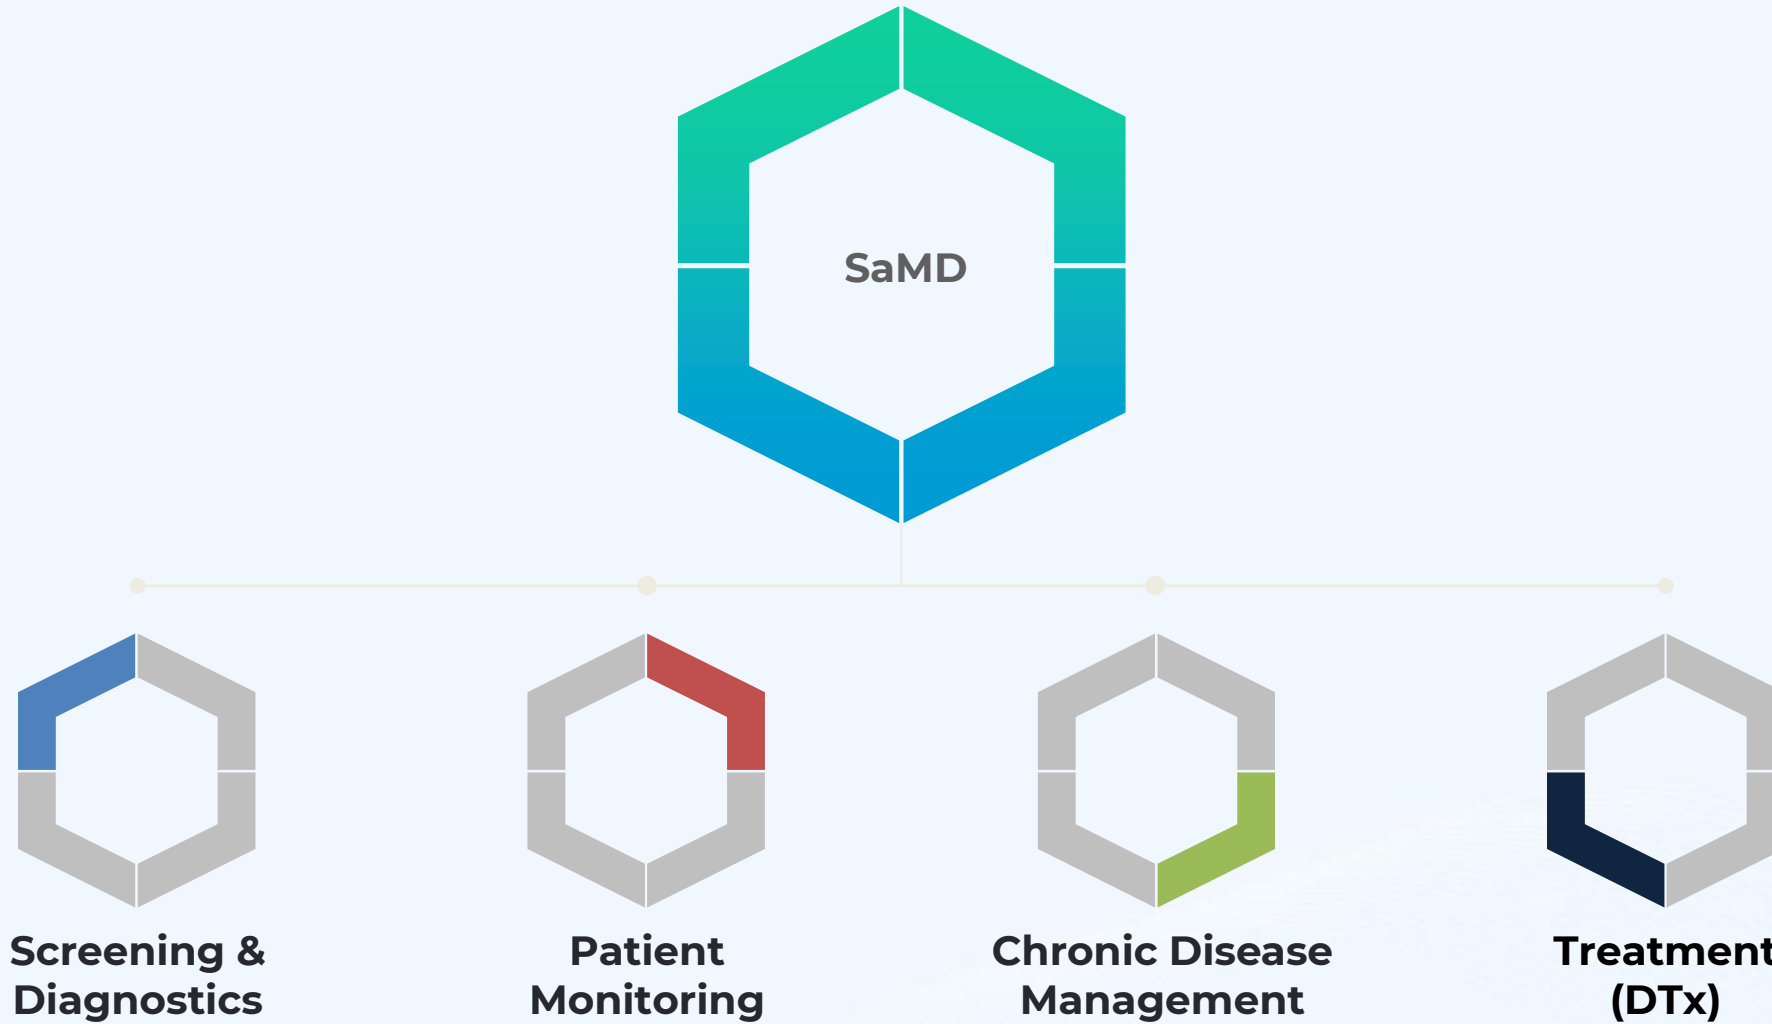 SaMD
Screening &
Diagnostics
Patient
Monitoring
Chronic Disease
Management
Treatment
(DTx)